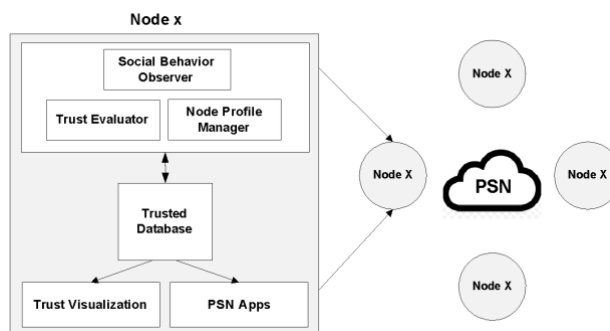 Node x
Social Behavior
Observer
Trust Evaluator
Node Profile
Manager
Trusted
Database
Trust Visualization
PSN Apps
Node X
Node X
PSN
Node X
Node X